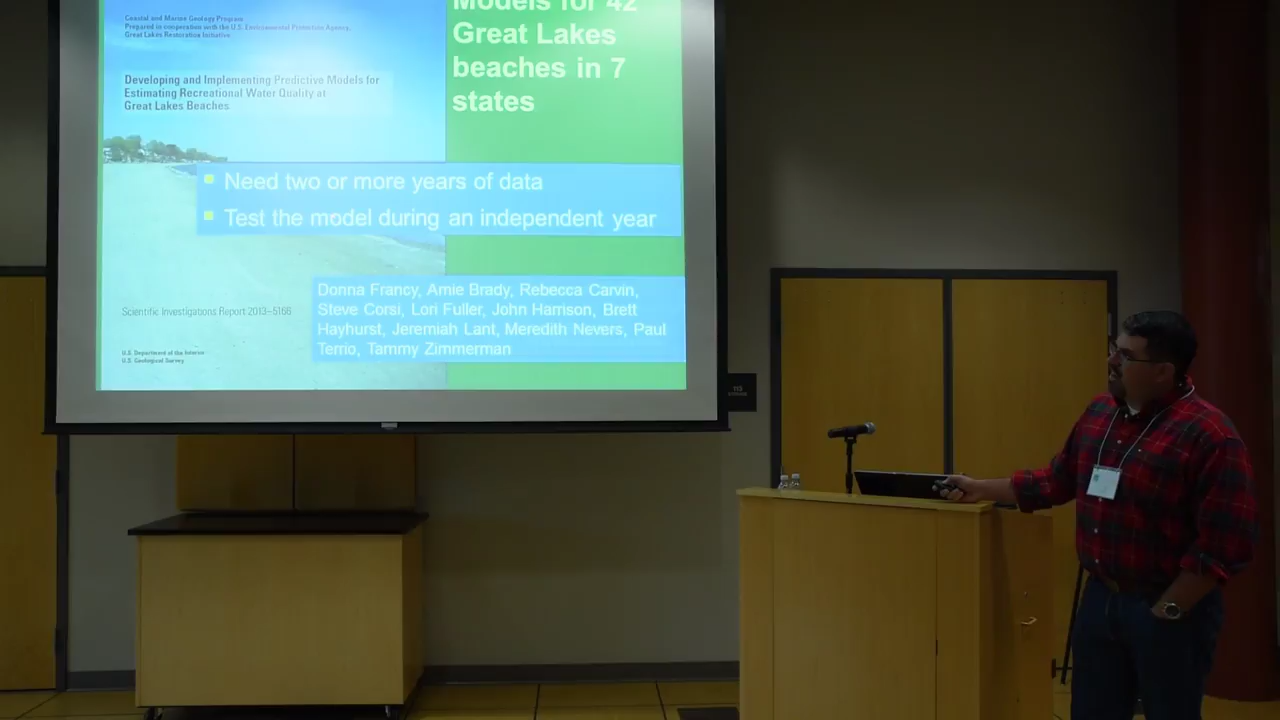 Coastal and Marine Geology Program
Prepared in cooperation with the U.S. Environmental Protection Agency,
Great Lakes Restoration Initiative
Developing and Implementing Predictive Models for
Estimating Recreational Water Quality at
Great Lakes Beaches
Models for 42
Great Lakes
beaches in 7
states
Need two or more years of data
Test the model during an independent year
Donna Francy, Amie Brady, Rebecca Carvin,
Steve Corsi, Lori Fuller, John Harrison, Brett
Hayhurst, Jeremiah Lant, Meredith Nevers, Paul
Terrio, Tammy Zimmerman
Scientific Investigations Report 2013–5166
U.S. Department of the Interior
U.S. Geological Survey